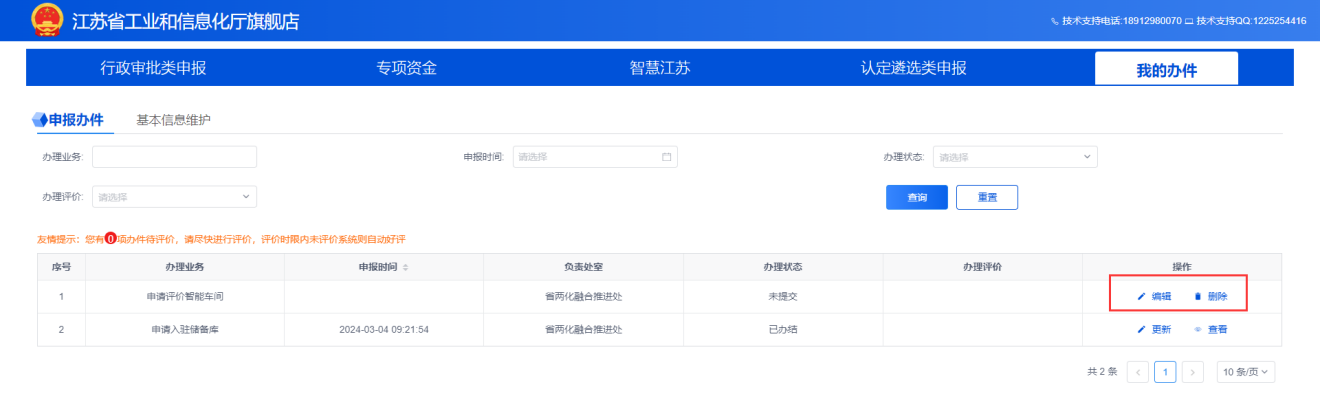 江苏省工业和信息化厅旗舰店
技术支持电话:18912980070 技术支持QQ:1225254416
行政审批类申报 专项资金 智慧江苏 认定遴选类申报 我的办件
申报办件 基本信息维护
办理业务: 申报时间: 请选择 办理状态: 请选择
办理评价: 请选择 查询 重置
友情提示：您有0项办件待评价，请尽快进行评价，评价时限内未评价系统则自动好评
序号 办理业务 申报时间 负责处室 办理状态 办理评价 操作
1 申请评价智能车间 省两化融合推进处 未提交 编辑 删除
2 申请入驻储备库 2024-03-04 09:21:54 省两化融合推进处 已办结 更新 查看
共 2 条 < 1 > 10 条/页